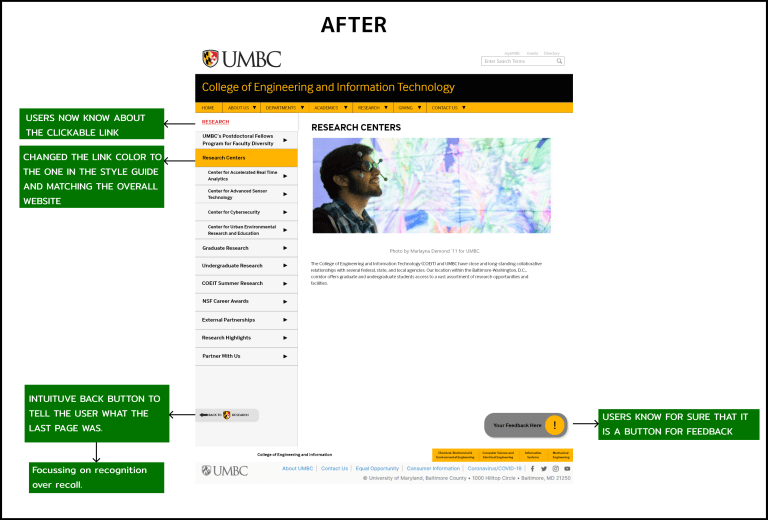 AFTER
UMBC
myUMBC Events Directory
Enter Search Terms
College of Engineering and Information Technology
HOME ABOUT US ▼ DEPARTMENTS ▼ ACADEMICS ▼ RESEARCH ▼ GIVING ▼ CONTACT US ▼
USERS NOW KNOW ABOUT
THE CLICKABLE LINK
CHANGED THE LINK COLOR TO
THE ONE IN THE STYLE GUIDE
AND MATCHING THE OVERALL
WEBSITE
RESEARCH
UMBC's Postdoctoral Fellows
Program for Faculty Diversity
Research Centers
Center for Accelerated Real Time
Analytics
Center for Advanced Sensor
Technology
Center for Cybersecurity
Center for Urban Environmental
Research and Education
Graduate Research
Undergraduate Research
COEIT Summer Research
NSF Career Awards
External Partnerships
Research Highlights
Partner With Us
RESEARCH CENTERS
Photo by Marlayna Demond '11 for UMBC
The College of Engineering and Information Technology (COEIT) and UMBC have close and long-standing collaborative
relationships with several federal, state, and local agencies. Our location within the Baltimore-Washington, D.C.,
corridor offers graduate and undergraduate students access to a vast assortment of research opportunities and
facilities.
INTUITUVE BACK BUTTON TO
TELL THE USER WHAT THE
LAST PAGE WAS.
Focussing on recognition
over recall.
BACK TO RESEARCH
Your Feedback Here !
USERS KNOW FOR SURE THAT IT
IS A BUTTON FOR FEEDBACK
College of Engineering and Information
Chemical, Biochemical &
Environmental Engineering
Computer Science and
Electrical Engineering
Information
Systems
Mechanical
Engineering
UMBC
About UMBC Contact Us Equal Opportunity Consumer Information Coronavirus/COVID-19
© University of Maryland, Baltimore County • 1000 Hilltop Circle • Baltimore, MD 21250